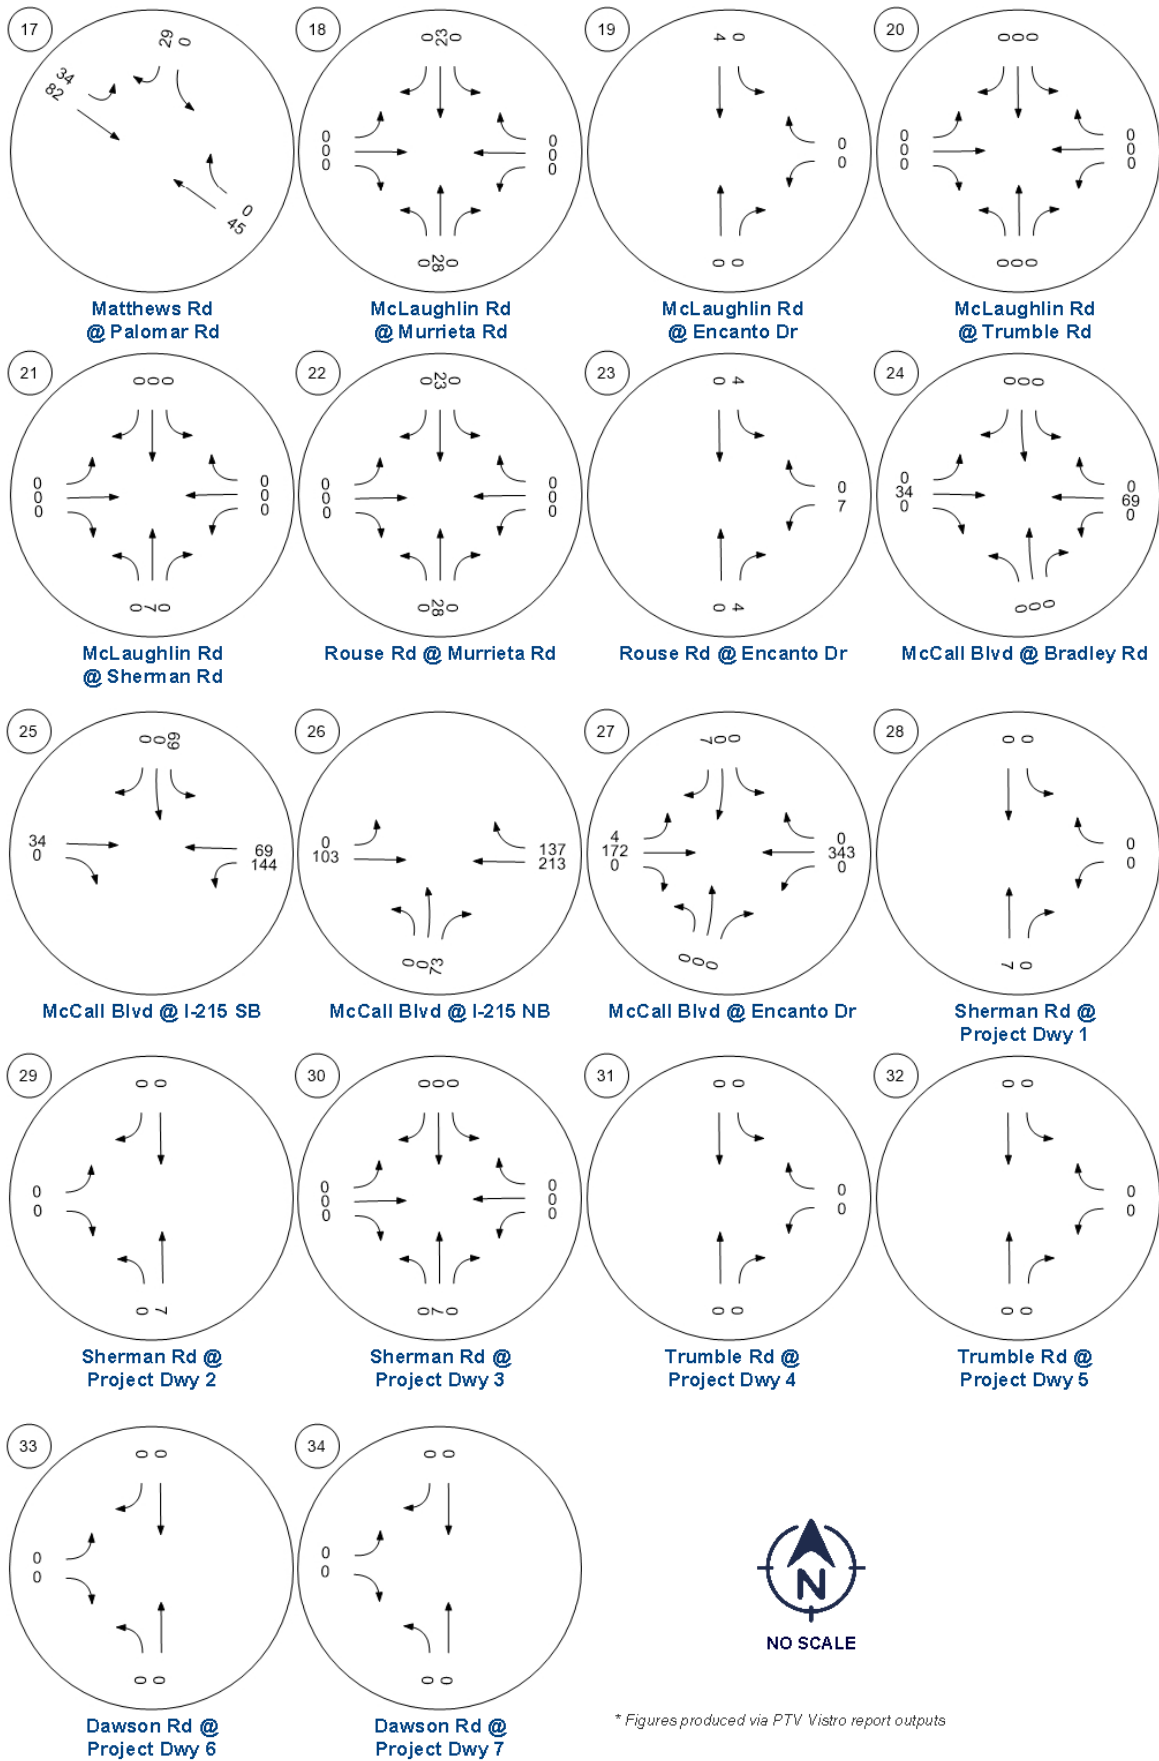 17
29 0
34
82
0
45
Matthews Rd
@ Palomar Rd
18
0 23 0
0
0
0
0
0
0
0 28 0
McLaughlin Rd
@ Murrieta Rd
19
4 0
0
0
0 0
McLaughlin Rd
@ Encanto Dr
20
0 0 0
0
0
0
0
0
0
0 0 0
McLaughlin Rd
@ Trumble Rd
21
0 0 0
0
0
0
0
0
0
0 7 0
McLaughlin Rd
@ Sherman Rd
22
0 23 0
0
0
0
0
0
0
0 28 0
Rouse Rd @ Murrieta Rd
23
0 4
0
7
0 4
Rouse Rd @ Encanto Dr
24
0 0 0
0
34
0
0
69
0
0 0 0
McCall Blvd @ Bradley Rd
25
0 0 69
34
0
69
144
McCall Blvd @ I-215 SB
26
0
103
137
213
0 0 73
McCall Blvd @ I-215 NB
27
7 0 0
4
172
0
0
343
0
0 0 0
McCall Blvd @ Encanto Dr
28
0 0
0
0
7 0
Sherman Rd @
Project Dwy 1
29
0 0
0
0
0 7
Sherman Rd @
Project Dwy 2
30
0 0 0
0
0
0
0
0
0
0 7 0
Sherman Rd @
Project Dwy 3
31
0 0
0
0
0 0
Trumble Rd @
Project Dwy 4
32
0 0
0
0
0 0
Trumble Rd @
Project Dwy 5
33
0 0
0
0
0 0
Dawson Rd @
Project Dwy 6
34
0 0
0
0
0 0
Dawson Rd @
Project Dwy 7
N
NO SCALE
* Figures produced via PTV Vistro report outputs